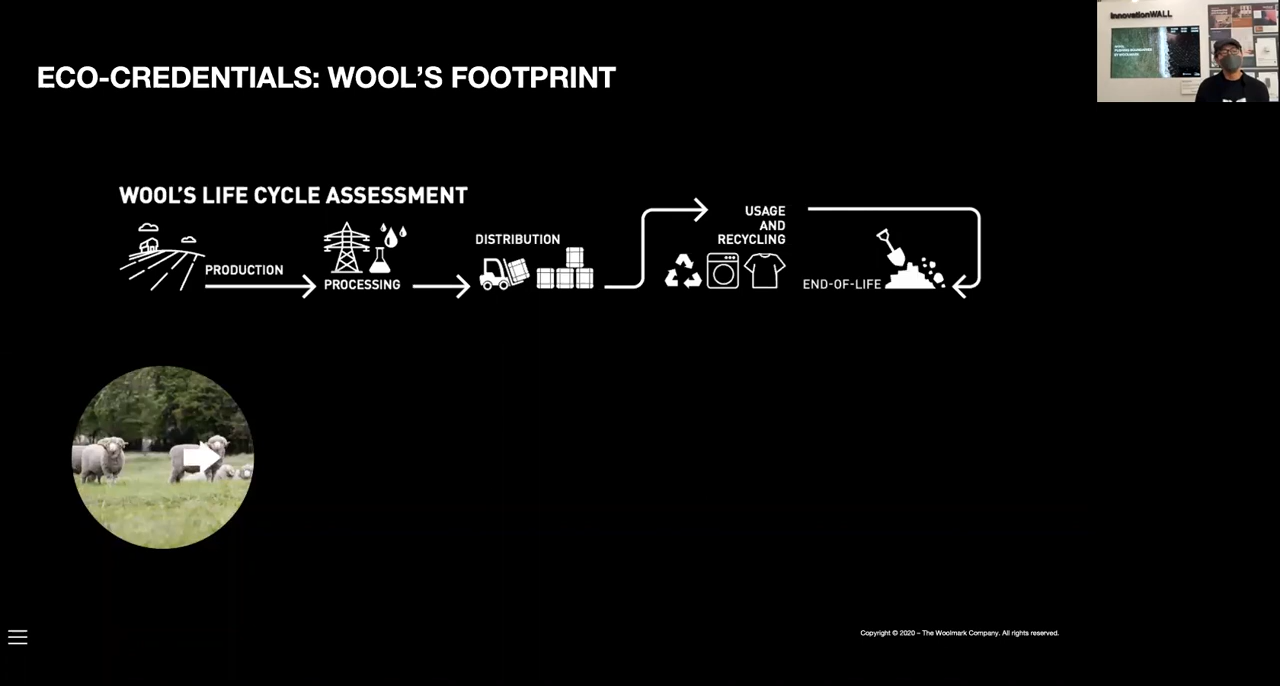 ECO-CREDENTIALS: WOOL'S FOOTPRINT
InnovationWALL
WOOL'S LIFE CYCLE ASSESSMENT
PRODUCTION
PROCESSING
DISTRIBUTION
USAGE
AND
RECYCLING
END-OF-LIFE
Copyright © 2020 – The Woolmark Company. All rights reserved.